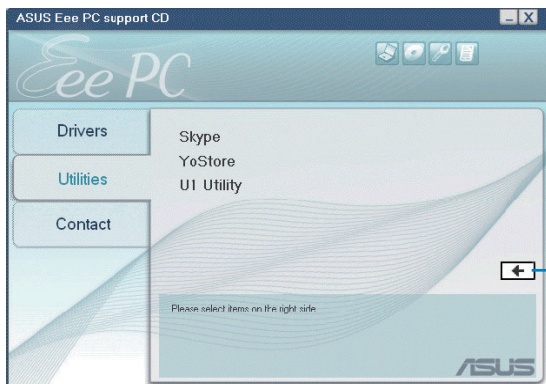 ASUS Eee PC support CD
Eee PC
Drivers
Utilities
Contact
Skype
YoStore
U1 Utility
Please select items on the right side
ASUS